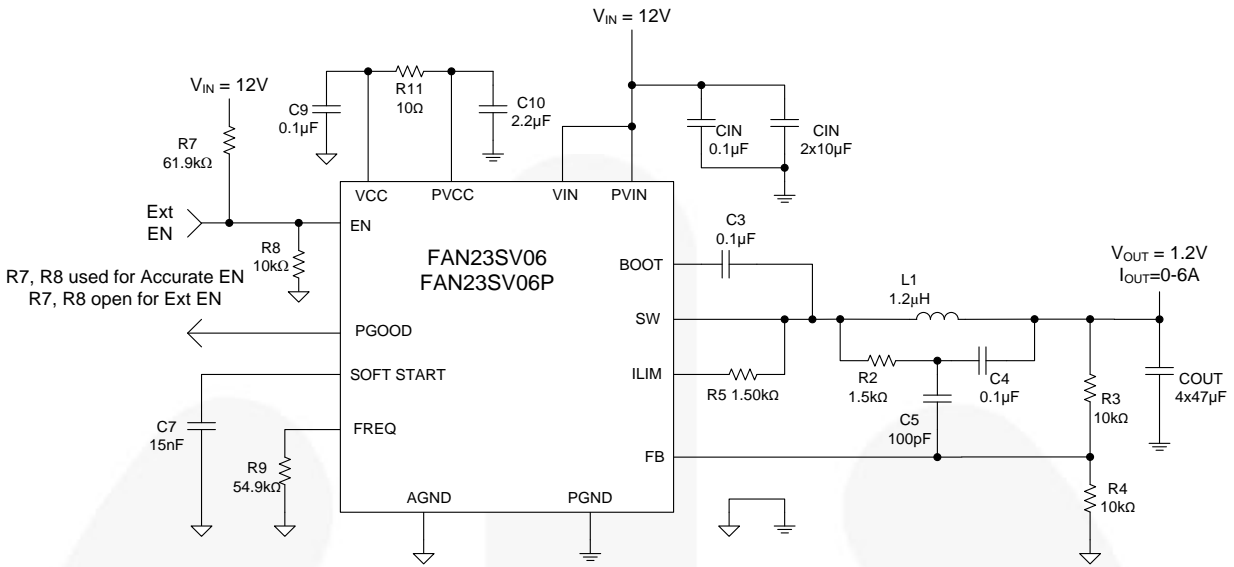 VIN = 12V
VIN = 12V
R11
10Ω
C9
0.1µF
C10
2.2µF
R7
61.9kΩ
CIN
0.1µF
CIN
2x10µF
VCC
PVCC
VIN
PVIN
Ext
EN
EN
R8
10kΩ
C3
0.1µF
FAN23SV06
FAN23SV06P
BOOT
VOUT = 1.2V
IOUT=0-6A
R7, R8 used for Accurate EN
R7, R8 open for Ext EN
L1
1.2µH
PGOOD
SW
SOFT START
ILIM
R5 1.50kΩ
R2
1.5kΩ
C4
0.1µF
R3
10kΩ
COUT
4x47µF
C7
15nF
FREQ
C5
100pF
FB
R9
54.9kΩ
AGND
PGND
R4
10kΩ